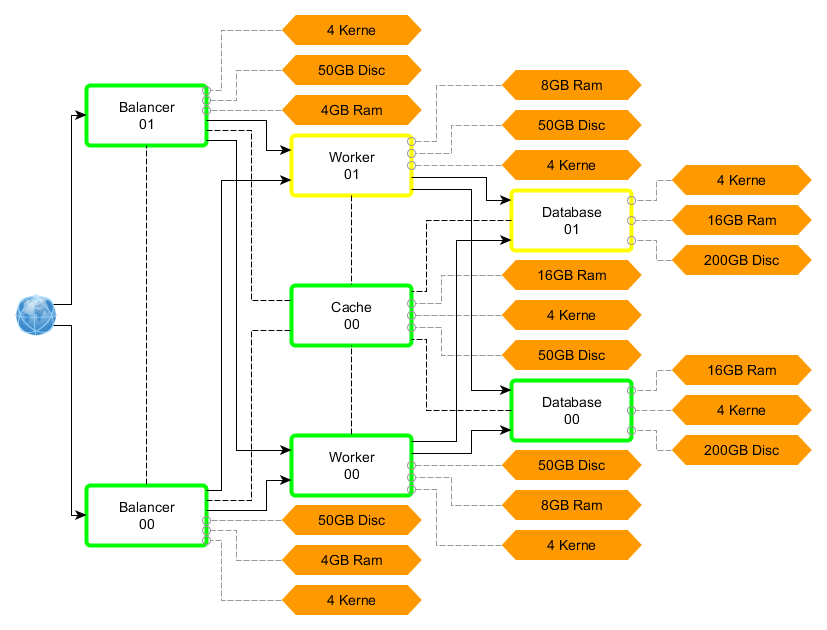 4 Kerne
50GB Disc
4GB Ram
Balancer
01
8GB Ram
50GB Disc
4 Kerne
Worker
01
4 Kerne
16GB Ram
200GB Disc
Database
01
16GB Ram
4 Kerne
50GB Disc
Cache
00
16GB Ram
4 Kerne
200GB Disc
Database
00
Worker
00
50GB Disc
8GB Ram
4 Kerne
Balancer
00
50GB Disc
4GB Ram
4 Kerne